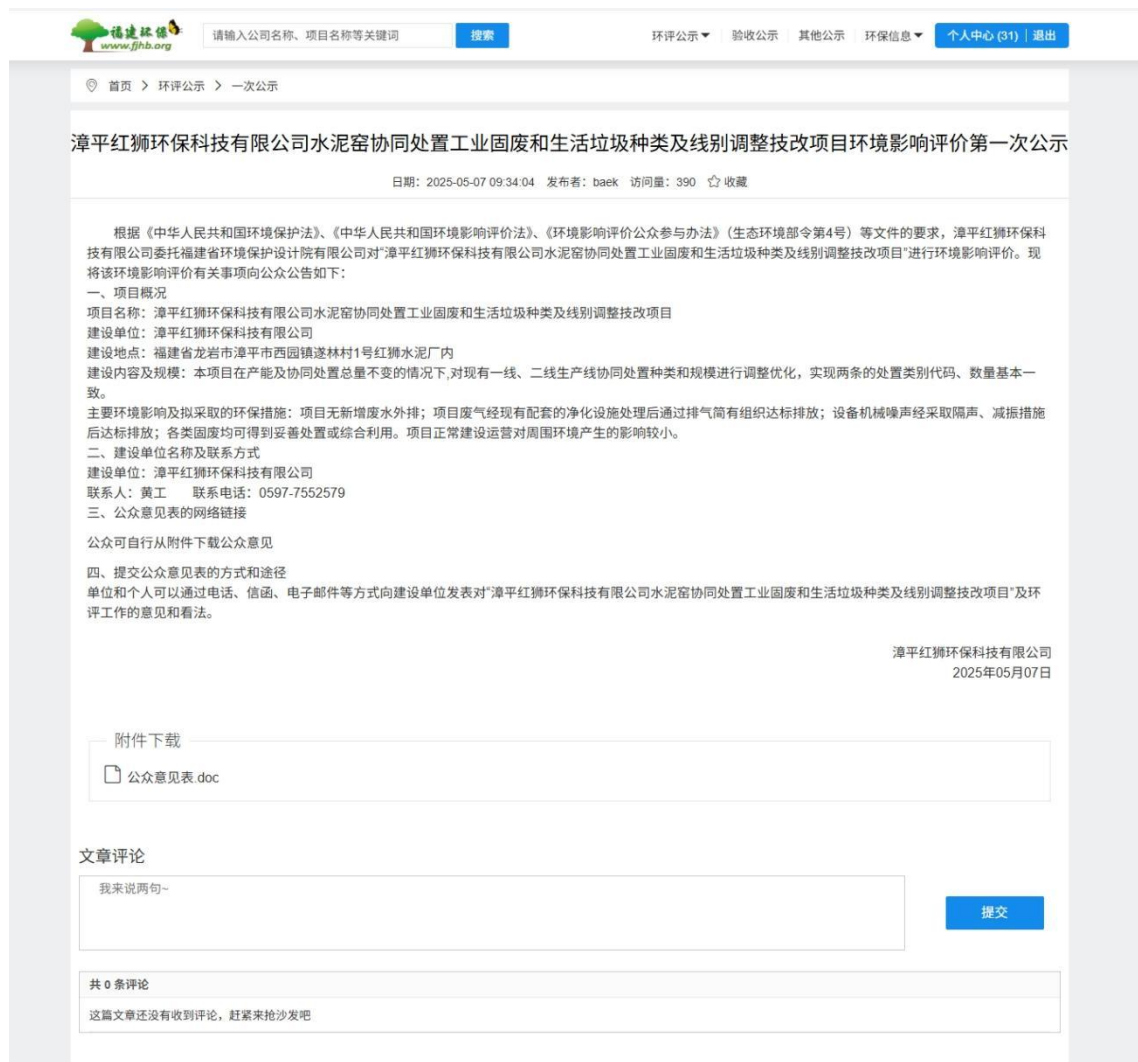 福建环保
www.fjhb.org
请输入公司名称、项目名称等关键词
搜索
环评公示
验收公示
其他公示
环保信息
个人中心 (31)
退出
首页 > 环评公示 > 一次公示
漳平红狮环保科技有限公司水泥窑协同处置工业固废和生活垃圾种类及线别调整技改项目环境影响评价第一次公示
日期：2025-05-07 09:34:04 发布者：baek 访问量：390 收藏
根据《中华人民共和国环境保护法》、《中华人民共和国环境影响评价法》、《环境影响评价公众参与办法》（生态环境部令第4号）等文件的要求，漳平红狮环保科
技有限公司委托福建省环境保护设计院有限公司对“漳平红狮环保科技有限公司水泥窑协同处置工业固废和生活垃圾种类及线别调整技改项目”进行环境影响评价。现
将该环境影响评价有关事项向公众公告如下：
一、项目概况
项目名称：漳平红狮环保科技有限公司水泥窑协同处置工业固废和生活垃圾种类及线别调整技改项目
建设单位：漳平红狮环保科技有限公司
建设地点：福建省龙岩市漳平市西园镇遂林村1号红狮水泥厂内
建设内容及规模：本项目在产能及协同处置总量不变的情况下,对现有一线、二线生产线协同处置种类和规模进行调整优化，实现两条的处置类别代码、数量基本一
致。
主要环境影响及拟采取的环保措施：项目无新增废水外排；项目废气经现有配套的净化设施处理后通过排气筒有组织达标排放；设备机械噪声经采取隔声、减振措施
后达标排放；各类固废均可得到妥善处置或综合利用。项目正常建设运营对周围环境产生的影响较小。
二、建设单位名称及联系方式
建设单位：漳平红狮环保科技有限公司
联系人：黄工 联系电话：0597-7552579
三、公众意见表的网络链接
公众可自行从附件下载公众意见
四、提交公众意见表的方式和途径
单位和个人可以通过电话、信函、电子邮件等方式向建设单位发表对“漳平红狮环保科技有限公司水泥窑协同处置工业固废和生活垃圾种类及线别调整技改项目”及环
评工作的意见和看法。
漳平红狮环保科技有限公司
2025年05月07日
附件下载
公众意见表.doc
文章评论
我来说两句~
提交
共 0 条评论
这篇文章还没有收到评论，赶紧来抢沙发吧